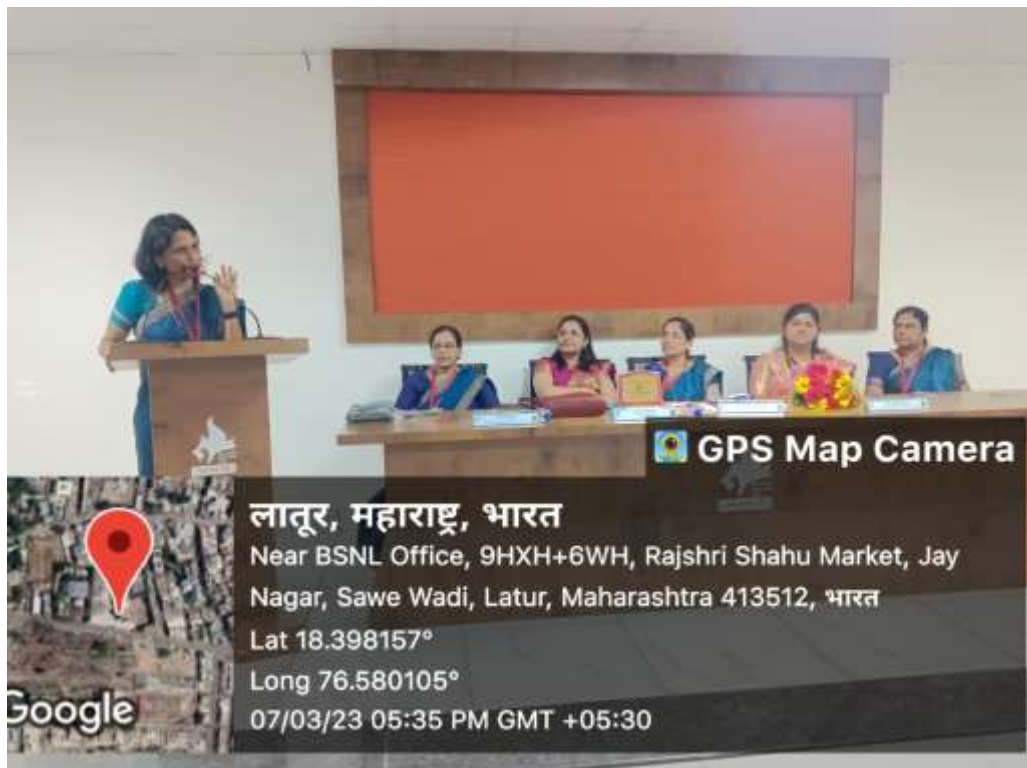 GPS Map Camera
लातूर, महाराष्ट्र, भारत
Near BSNL Office, 9HXH+6WH, Rajshri Shahu Market, Jay
Nagar, Sawe Wadi, Latur, Maharashtra 413512, भारत
Lat 18.398157°
Long 76.580105°
07/03/23 05:35 PM GMT +05:30
Google